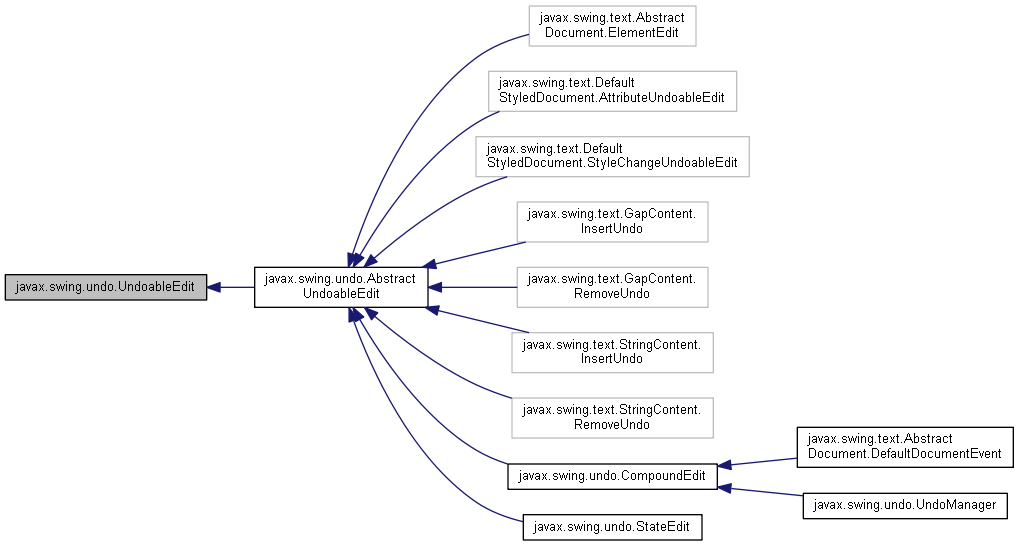 javax.swing.text.Abstract
Document.ElementEdit
javax.swing.text.Default
StyledDocument.AttributeUndoableEdit
javax.swing.text.Default
StyledDocument.StyleChangeUndoableEdit
javax.swing.text.GapContent.
InsertUndo
javax.swing.undo.UndoableEdit
javax.swing.undo.Abstract
UndoableEdit
javax.swing.text.GapContent.
RemoveUndo
javax.swing.text.StringContent.
InsertUndo
javax.swing.text.StringContent.
RemoveUndo
javax.swing.text.Abstract
Document.DefaultDocumentEvent
javax.swing.undo.CompoundEdit
javax.swing.undo.UndoManager
javax.swing.undo.StateEdit